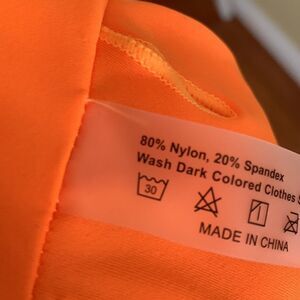 80% Nylon, 20% Spandex
Wash Dark Colored Clothes
30
MADE IN CHINA